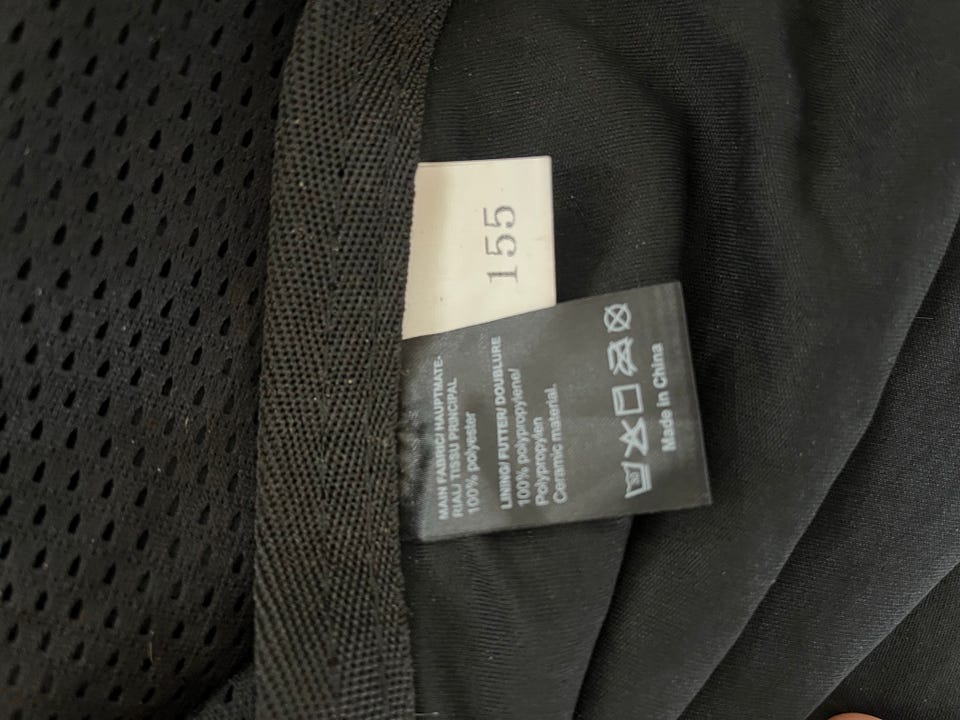 155
MAIN FABRIC/ HAUPTMATE-
RIAL/ TISSU PRINCIPAL
100% polyester
LINING/ FUTTER/ DOUBLURE
100% polypropylene/
Polypropylen
Ceramic material.
30
Made in China